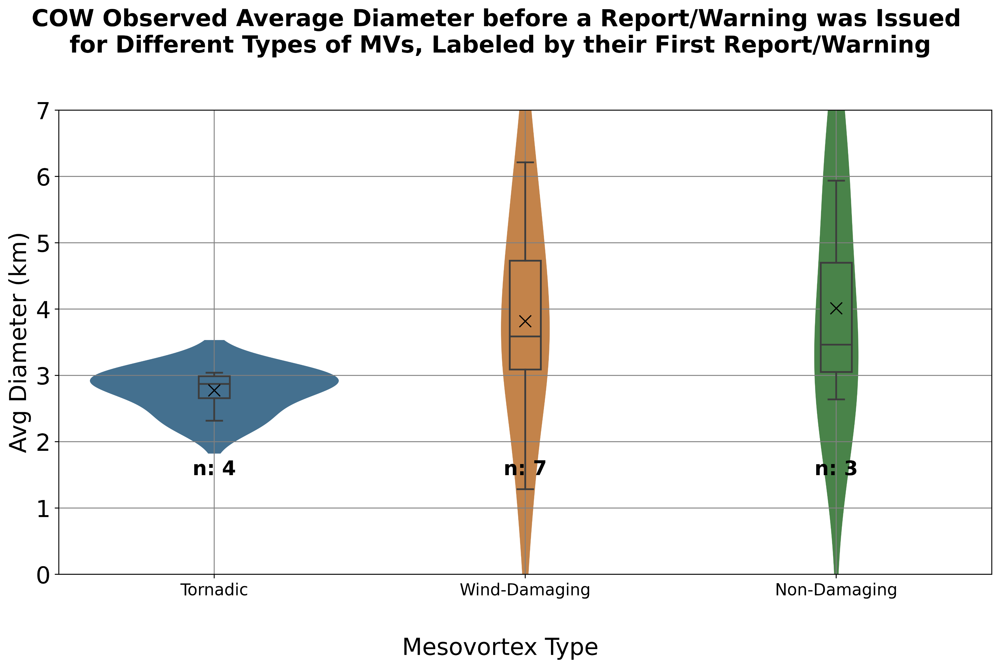 COW Observed Average Diameter before a Report/Warning was Issued
for Different Types of MVs, Labeled by their First Report/Warning
Avg Diameter (km)
7
6
5
4
3
2
1
0
n: 4
n: 7
n: 3
Tornadic
Wind-Damaging
Non-Damaging
Mesovortex Type